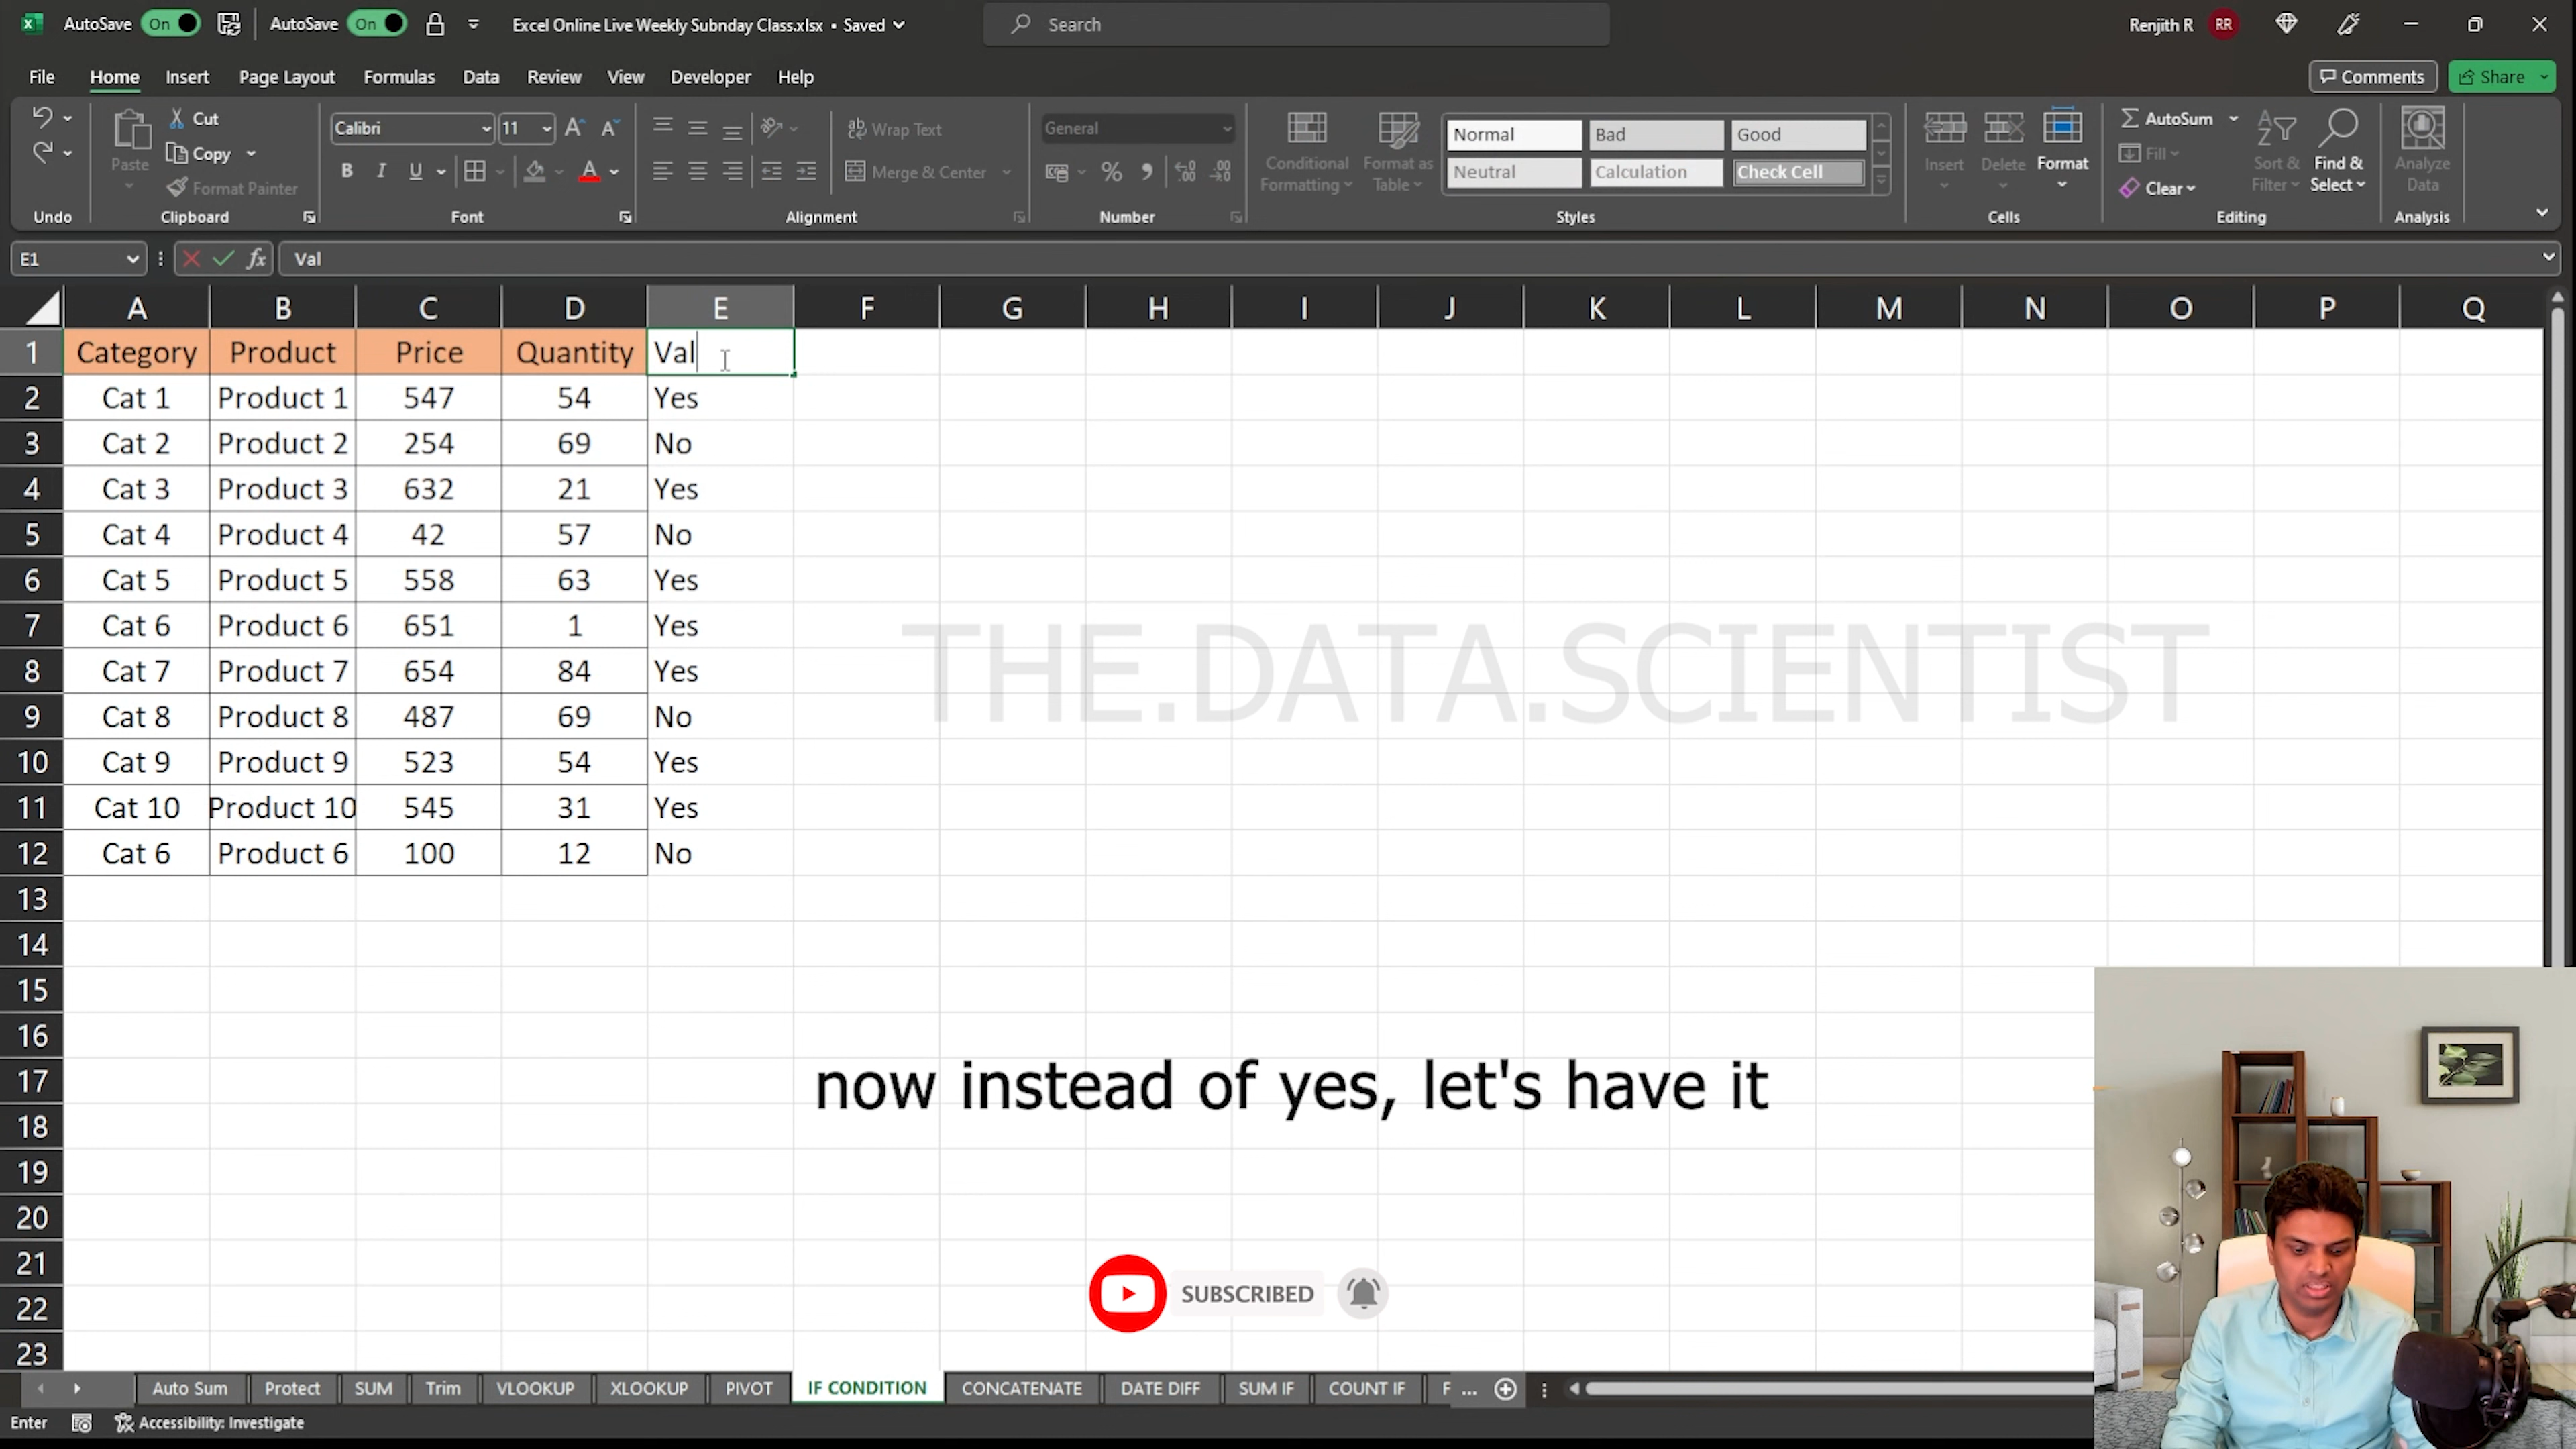 AutoSave On AutoSave On Excel Online Live Weekly Subnday Class.xlsx • Saved Search Renjith R RR
File Home Insert Page Layout Formulas Data Review View Developer Help Comments Share
Cut
Copy
Format Painter
Paste
Undo Clipboard
Calibri 11
B I U A
Font
Wrap Text
Merge & Center
Alignment
General
Number
Conditional Formatting
Format as Table
Normal Bad Good
Neutral Calculation Check Cell
Styles
Insert Delete Format
Cells
AutoSum
Fill
Clear
Sort & Filter
Find & Select
Editing
Analyze Data
Analysis
E1 fx Val
A B C D E F G H I J K L M N O P Q
1 Category Product Price Quantity Val
2 Cat 1 Product 1 547 54 Yes
3 Cat 2 Product 2 254 69 No
4 Cat 3 Product 3 632 21 Yes
5 Cat 4 Product 4 42 57 No
6 Cat 5 Product 5 558 63 Yes
7 Cat 6 Product 6 651 1 Yes
8 Cat 7 Product 7 654 84 Yes
9 Cat 8 Product 8 487 69 No
10 Cat 9 Product 9 523 54 Yes
11 Cat 10 Product 10 545 31 Yes
12 Cat 6 Product 6 100 12 No
THE.DATA.SCIENTIST
13
14
15
16
17
18
19
20
21
22
23
now instead of yes, let's have it
SUBSCRIBED
Auto Sum Protect SUM Trim VLOOKUP XLOOKUP PIVOT IF CONDITION CONCATENATE DATE DIFF SUM IF COUNT IF F ...
Enter Accessibility: Investigate